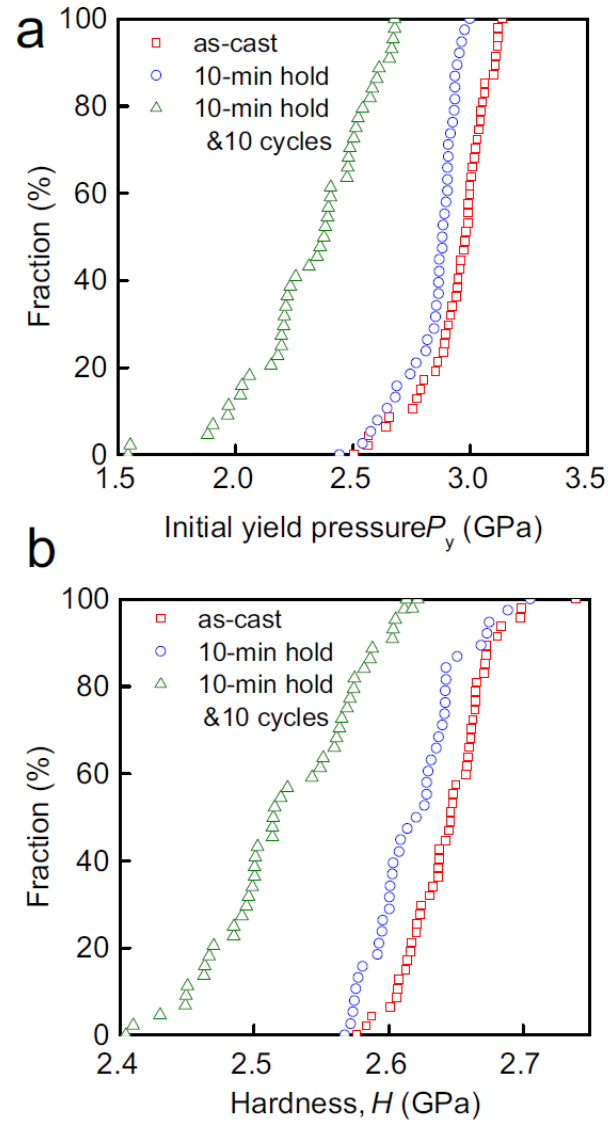 a
100
80
60
40
20
0
Fraction (%)
as-cast
10-min hold
10-min hold
&10 cycles
1.5 2.0 2.5 3.0 3.5
Initial yield pressurePy (GPa)
b
100
80
60
40
20
0
Fraction (%)
as-cast
10-min hold
10-min hold
&10 cycles
2.4 2.5 2.6 2.7
Hardness, H (GPa)